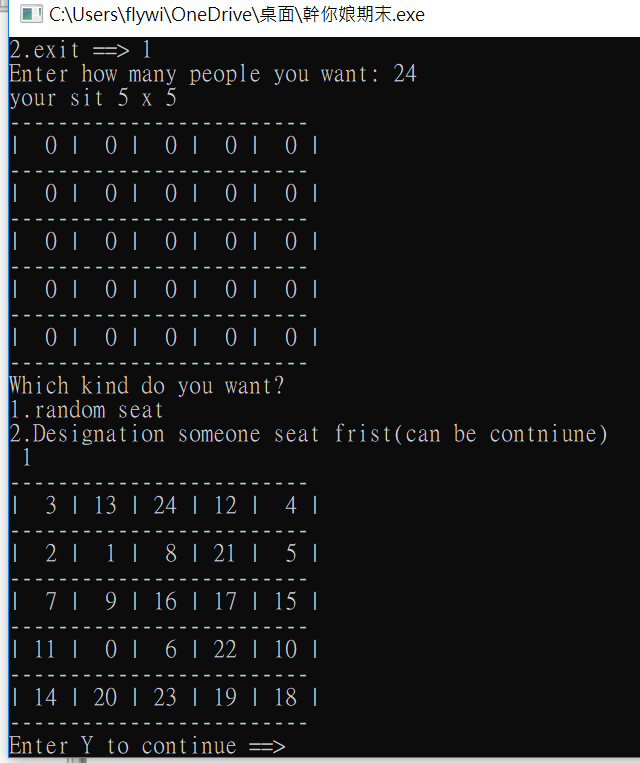 C:\Users\flywi\OneDrive\桌面\幹你娘期末.exe
2.exit ==> 1
Enter how many people you want: 24
your sit 5 x 5
-------------------------
|  0 |  0 |  0 |  0 |  0 |
-------------------------
|  0 |  0 |  0 |  0 |  0 |
-------------------------
|  0 |  0 |  0 |  0 |  0 |
-------------------------
|  0 |  0 |  0 |  0 |  0 |
-------------------------
|  0 |  0 |  0 |  0 |  0 |
-------------------------
Which kind do you want?
1.random seat
2.Designation someone seat frist(can be contniune)
 1
-------------------------
|  3 | 13 | 24 | 12 |  4 |
-------------------------
|  2 |  1 |  8 | 21 |  5 |
-------------------------
|  7 |  9 | 16 | 17 | 15 |
-------------------------
| 11 |  0 |  6 | 22 | 10 |
-------------------------
| 14 | 20 | 23 | 19 | 18 |
-------------------------
Enter Y to continue ==>